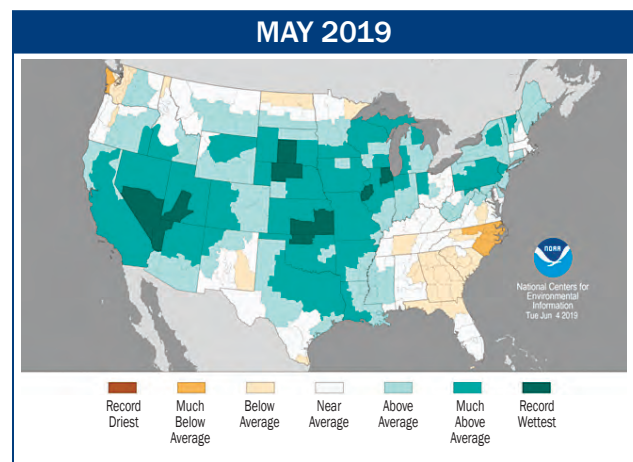 MAY 2019
NOAA
National Centers for
Environmental
Information
Tue Jun 4 2019
Record
Driest
Much
Below
Average
Below
Average
Near
Average
Above
Average
Much
Above
Average
Record
Wettest